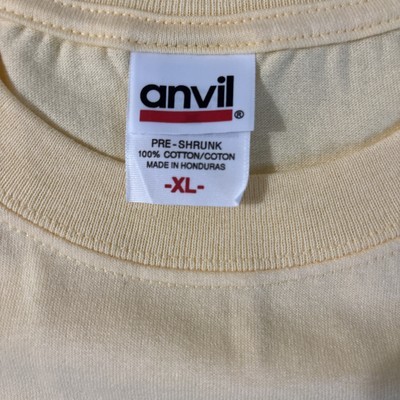 anvil®
PRE-SHRUNK
100% COTTON/COTON
MADE IN HONDURAS
-XL-